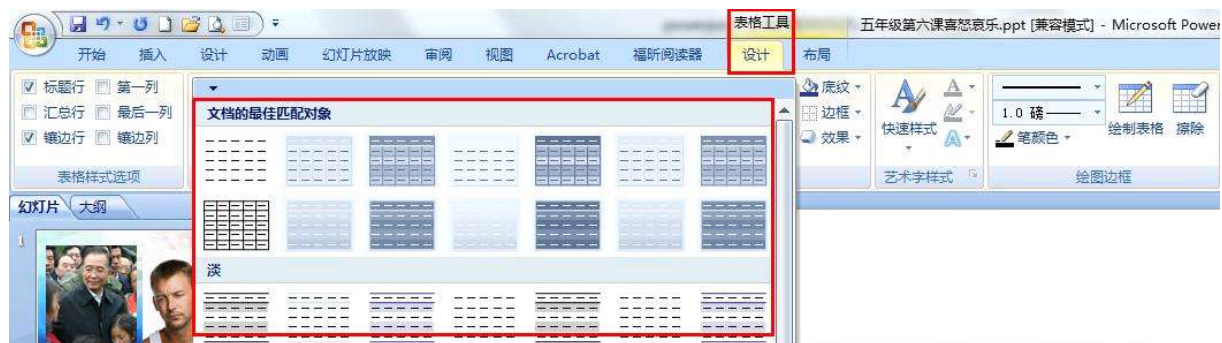 表格工具
五年级第六课喜怒哀乐.ppt [兼容模式] - Microsoft Power
开始 插入 设计 动画 幻灯片放映 审阅 视图 Acrobat 福昕阅读器 设计 布局
标题行 第一列
汇总行 最后一列
镶边行 镶边列
表格样式选项
文档的最佳匹配对象
淡
底纹
边框
效果
快速样式
艺术字样式
1.0 磅
笔颜色
绘制表格 擦除
绘图边框
幻灯片 大纲
1